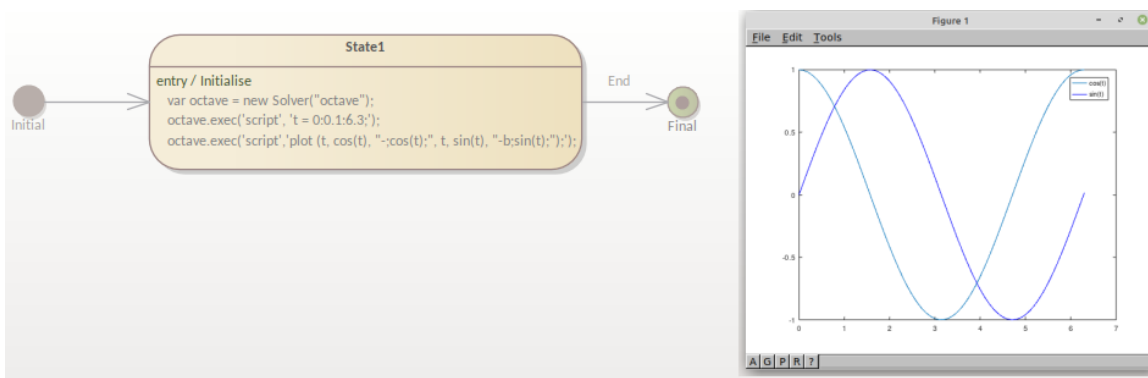 State1
entry / Initialise
var octave = new Solver("octave");
octave.exec('script', 't = 0:0.1:6.3;');
octave.exec('script','plot (t, cos(t), "-;cos(t);", t, sin(t), "-b;sin(t);");');
Initial
End
Final
Figure 1
File Edit Tools
cos(t)
sin(t)
1
0.5
0
-0.5
-1
0 1 2 3 4 5 6 7
A G P R ?